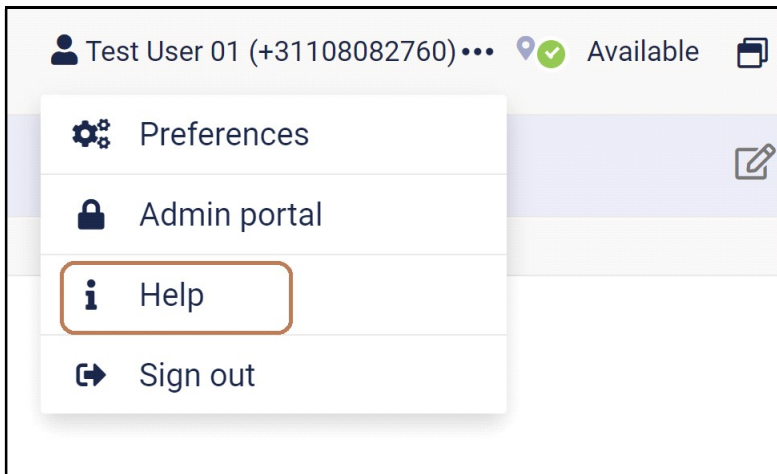 Test User 01 (+31108082760) ••• Available
Preferences
Admin portal
Help
Sign out